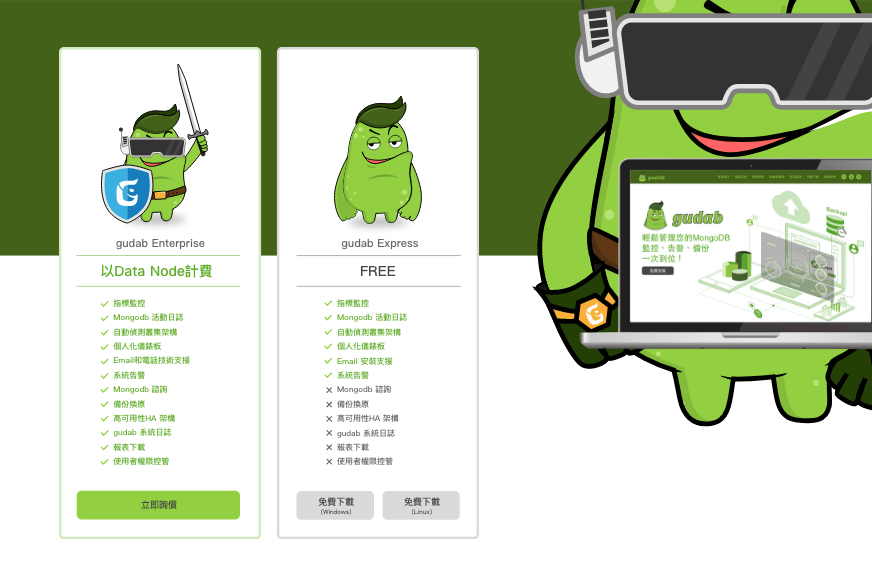 gudab Enterprise
以Data Node計費
指標監控
Mongodb 活動日誌
自動偵測叢集架構
個人化儀錶板
Email和電話技術支援
系統告警
Mongodb 諮詢
備份換原
高可用性HA 架構
gudab 系統日誌
報表下載
使用者權限控管
立即詢價
gudab Express
FREE
指標監控
Mongodb 活動日誌
自動偵測叢集架構
個人化儀錶板
Email 安裝支援
系統告警
Mongodb 諮詢
備份換原
高可用性HA 架構
gudab 系統日誌
報表下載
使用者權限控管
免費下載
(Windows)
免費下載
(Linux)
gudab
gudab
輕鬆管理您的MongoDB
監控、告警、備份
一次到位！
免費試用
Backup